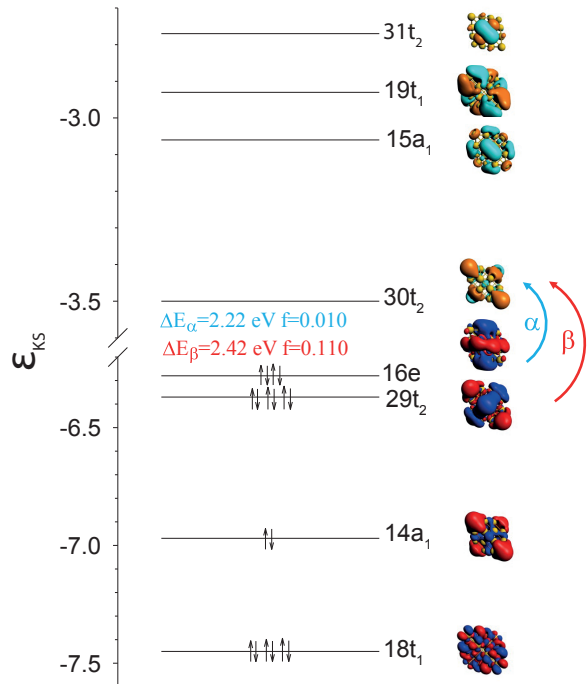 31t₂
19t₁
-3.0
15a₁
-3.5
30t₂
ΔEα=2.22 eV f=0.010
α
β
ΔEβ=2.42 eV f=0.110
εKS
16e
29t₂
-6.5
14a₁
-7.0
18t₁
-7.5